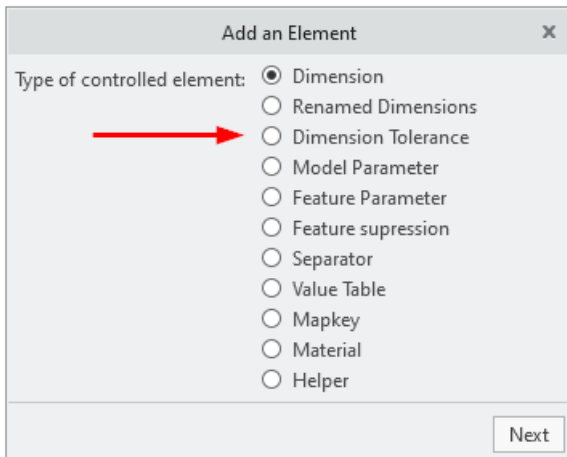 Add an Element
Type of controlled element: Dimension
Renamed Dimensions
Dimension Tolerance
Model Parameter
Feature Parameter
Feature supression
Separator
Value Table
Mapkey
Material
Helper
Next